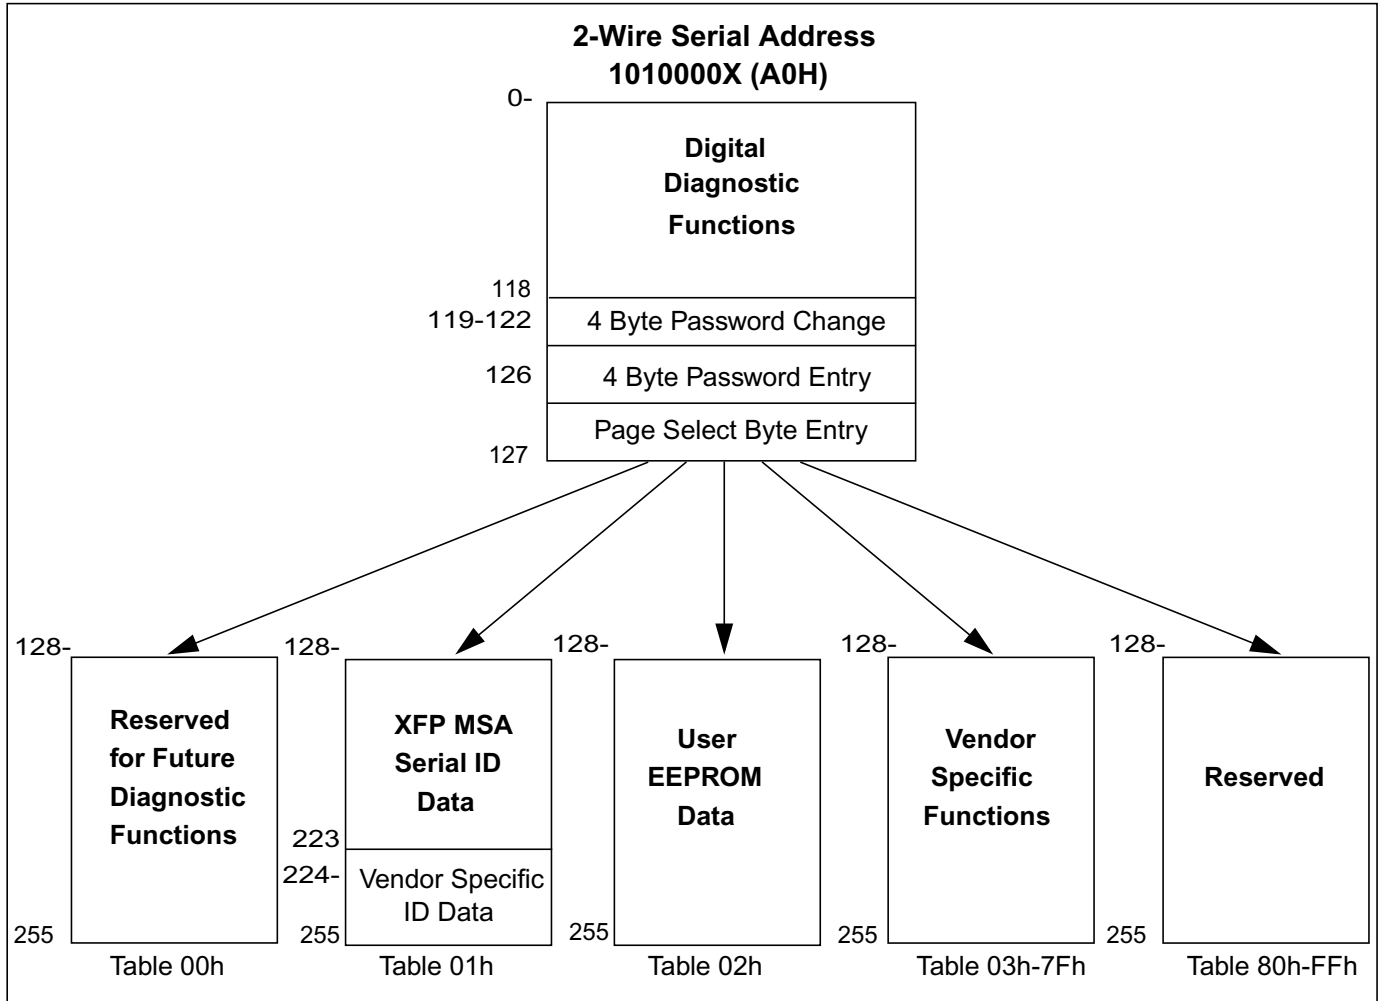 2-Wire Serial Address
1010000X (A0H)
0-
Digital
Diagnostic
Functions
118
119-122
4 Byte Password Change
126
4 Byte Password Entry
Page Select Byte Entry
127
128-
Reserved
for Future
Diagnostic
Functions
255
Table 00h
128-
XFP MSA
Serial ID
Data
223
224-
Vendor Specific
ID Data
255
Table 01h
128-
User
EEPROM
Data
255
Table 02h
128-
Vendor
Specific
Functions
255
Table 03h-7Fh
128-
Reserved
255
Table 80h-FFh